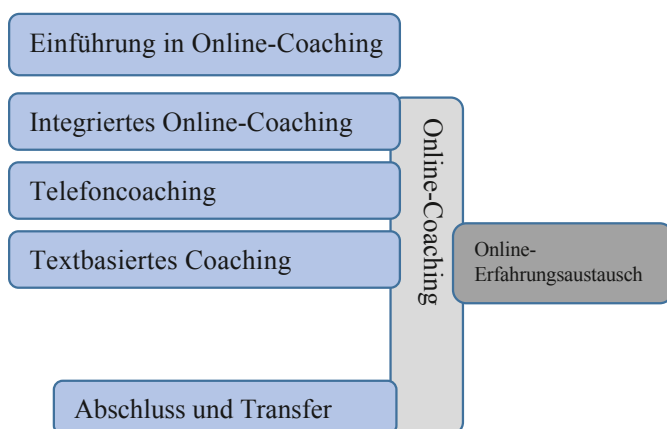 Einführung in Online-Coaching
Integriertes Online-Coaching
Telefoncoaching
Textbasiertes Coaching
Online-Coaching
Online-
Erfahrungsaustausch
Abschluss und Transfer